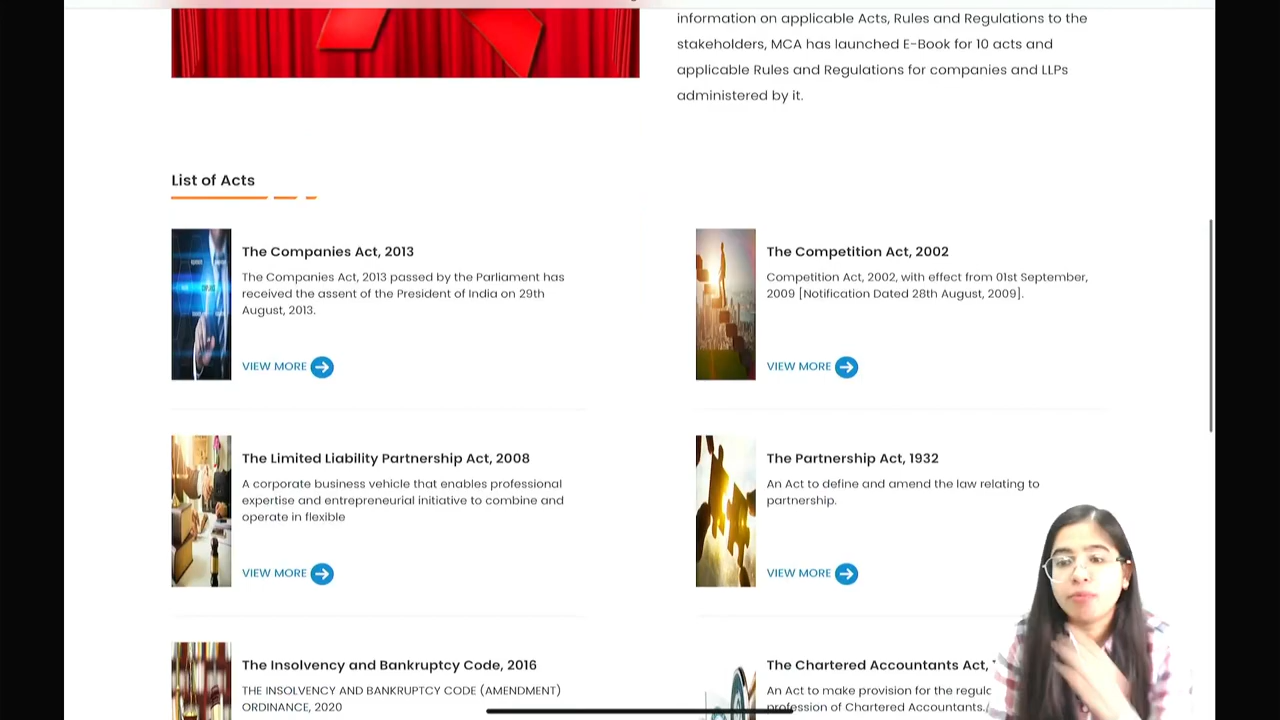 information on applicable Acts, Rules and Regulations to the
stakeholders, MCA has launched E-Book for 10 acts and
applicable Rules and Regulations for companies and LLPs
administered by it.
List of Acts
The Companies Act, 2013
The Companies Act, 2013 passed by the Parliament has
received the assent of the President of India on 29th
August, 2013.
VIEW MORE
The Competition Act, 2002
Competition Act, 2002, with effect from 01st September,
2009 [Notification Dated 28th August, 2009].
VIEW MORE
The Limited Liability Partnership Act, 2008
A corporate business vehicle that enables professional
expertise and entrepreneurial initiative to combine and
operate in flexible
VIEW MORE
The Partnership Act, 1932
An Act to define and amend the law relating to
partnership.
VIEW MORE
The Insolvency and Bankruptcy Code, 2016
THE INSOLVENCY AND BANKRUPTCY CODE (AMENDMENT)
ORDINANCE, 2020
The Chartered Accountants Act,
An Act to make provision for the
profession of Chartered Accountants.